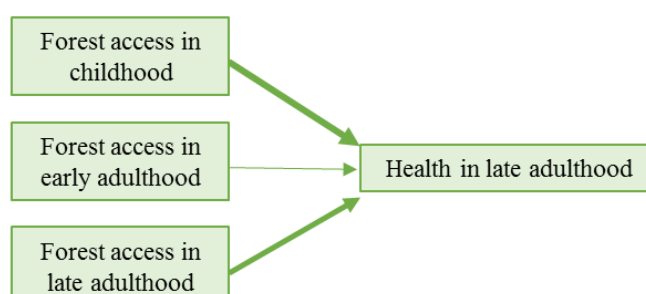 Forest access in
childhood
Forest access in
early adulthood
Health in late adulthood
Forest access in
late adulthood